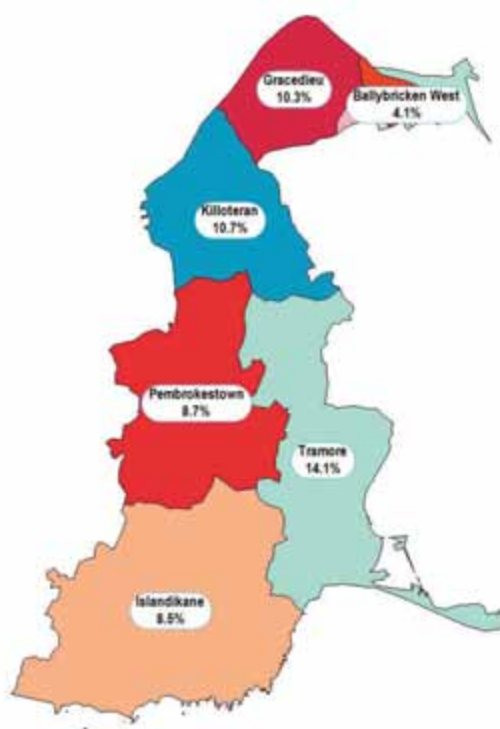 Gracedieu
10.3%
Ballybricken West
4.1%
Killoteran
10.7%
Pembrokestown
8.7%
Tramore
14.1%
Islandikane
8.5%